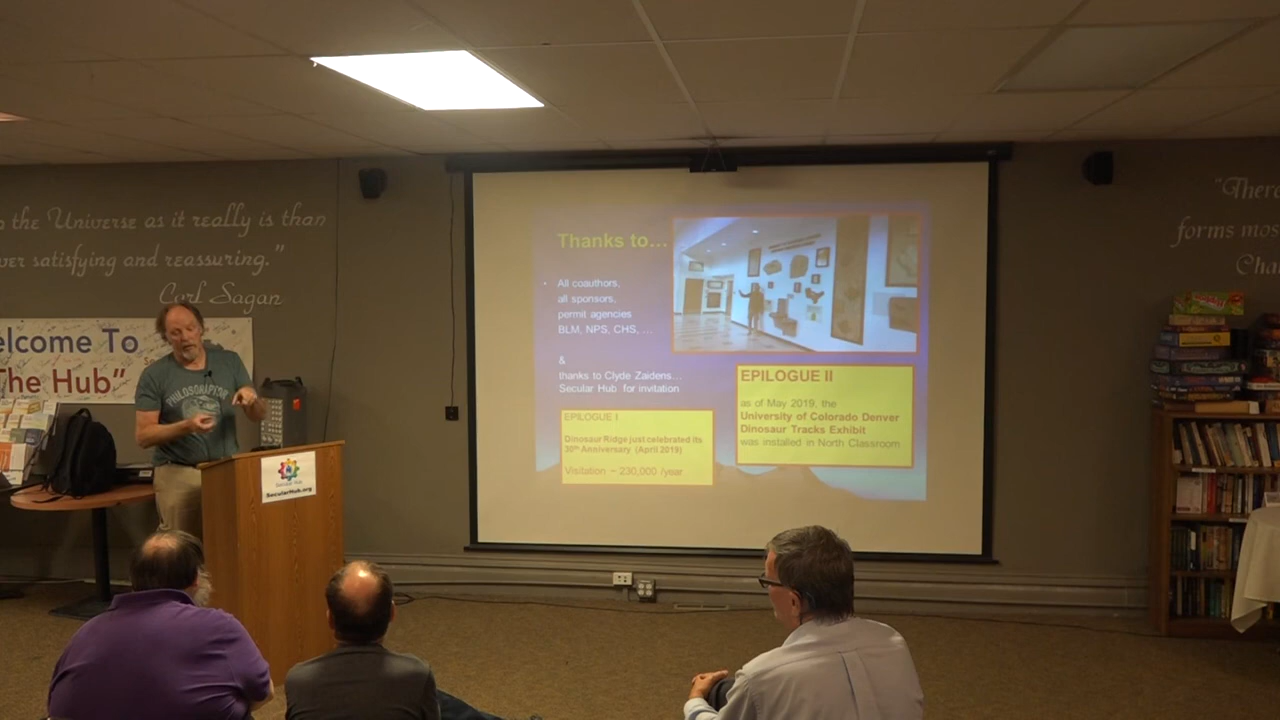 the Universe as it really is than
satisfying and reassuring."
Carl Sagan
elcome To
The Hub"
PHILOSORAPTOR
Secular Hub
SecularHub.org
Thanks to...
• All coauthors,
all sponsors,
permit agencies
BLM, NPS, CHS, ...
&
thanks to Clyde Zaidens...
Secular Hub for invitation
EPILOGUE I
Dinosaur Ridge just celebrated its
30th Anniversary (April 2019)
Visitation ~ 230,000 /year
EPILOGUE II
as of May 2019, the
University of Colorado Denver
Dinosaur Tracks Exhibit
was installed in North Classroom
"There
forms mos
Cha